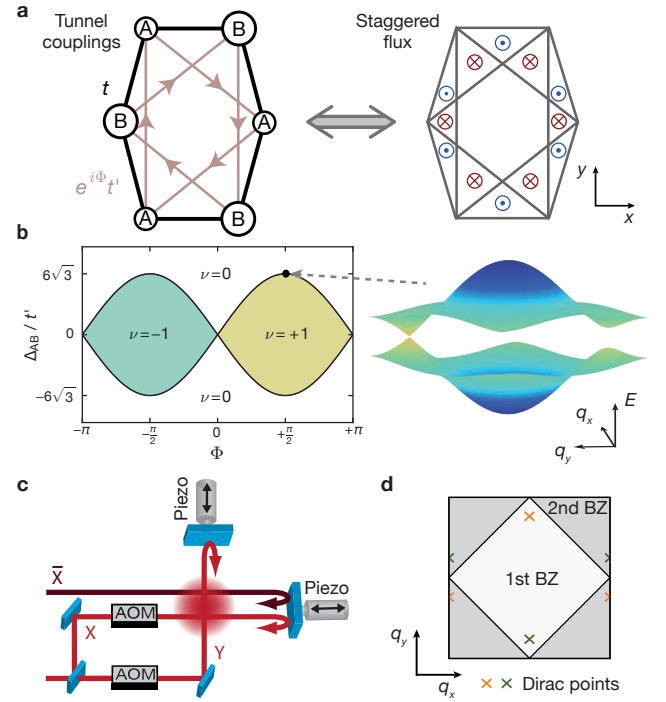 a
Tunnel
couplings
Staggered
flux
A
B
t
B
A
e^{iΦ}t'
A
B
y
x
b
Δ_AB / t'
6√3
0
−6√3
ν=0
ν=−1
ν=+1
ν=0
−π
−π/2
0
+π/2
+π
Φ
E
q_x
q_y
c
Piezo
X̅
Piezo
X
AOM
Y
AOM
d
2nd BZ
1st BZ
q_y
q_x
Dirac points